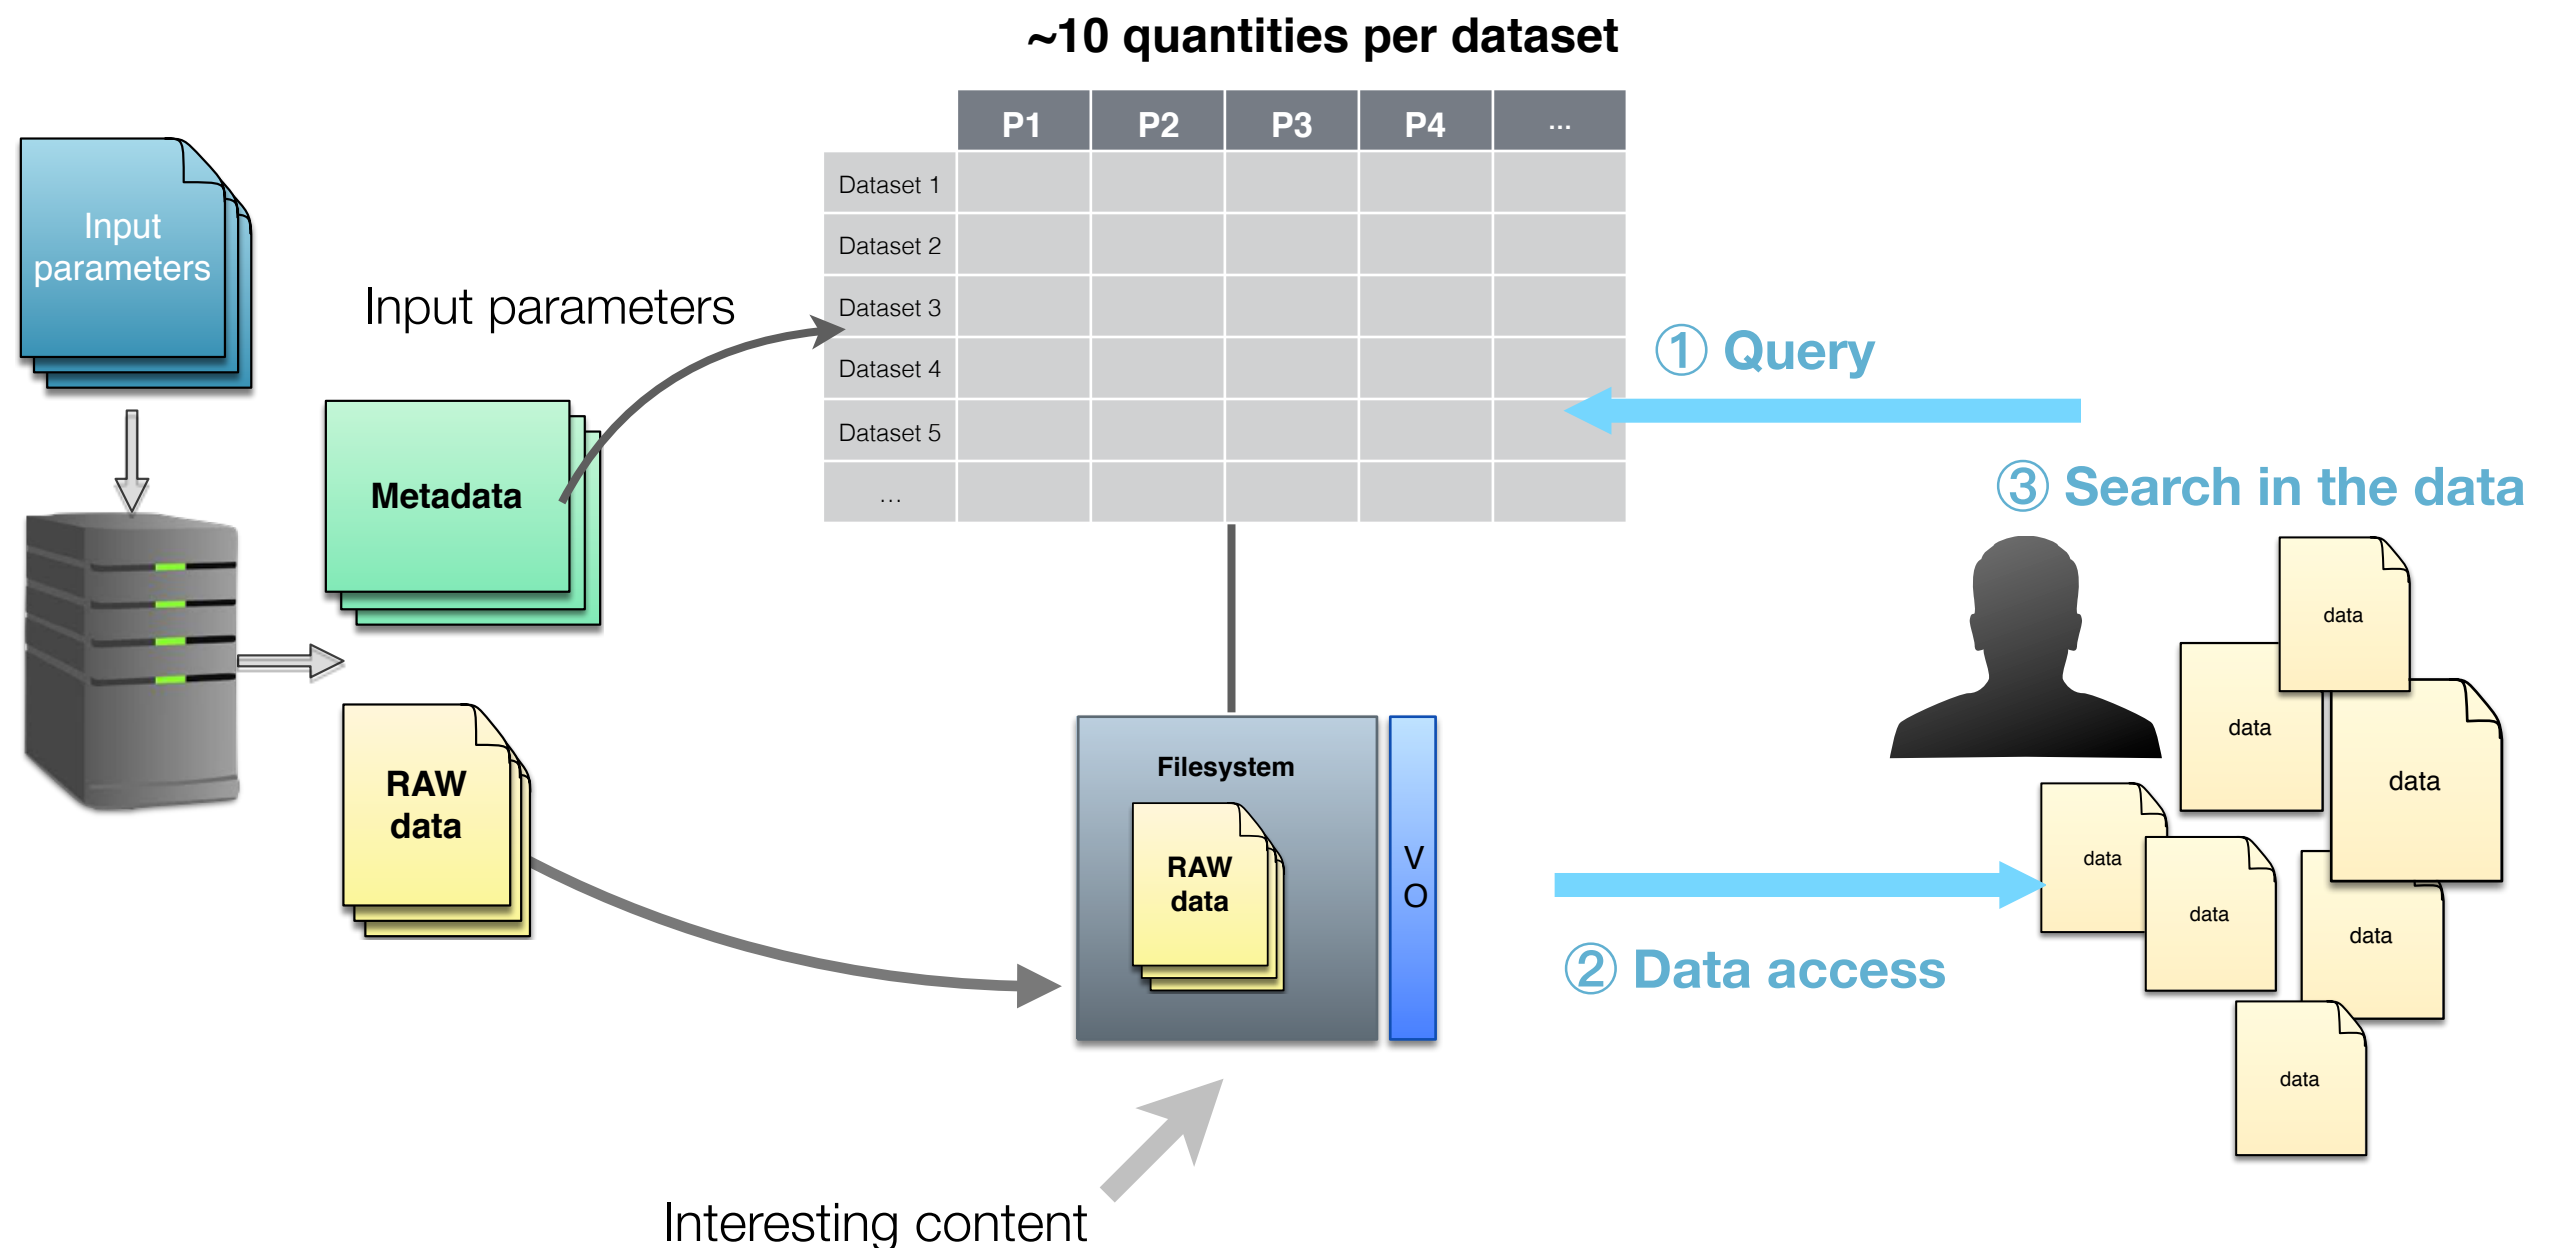 ~10 quantities per dataset
P1 P2 P3 P4 ...
Dataset 1
Dataset 2
Dataset 3
Dataset 4
Dataset 5
...
Input
parameters
Input parameters
Metadata
RAW
data
① Query
③ Search in the data
Filesystem
RAW
data
V
O
② Data access
data
data
data
data
data
data
data
Interesting content